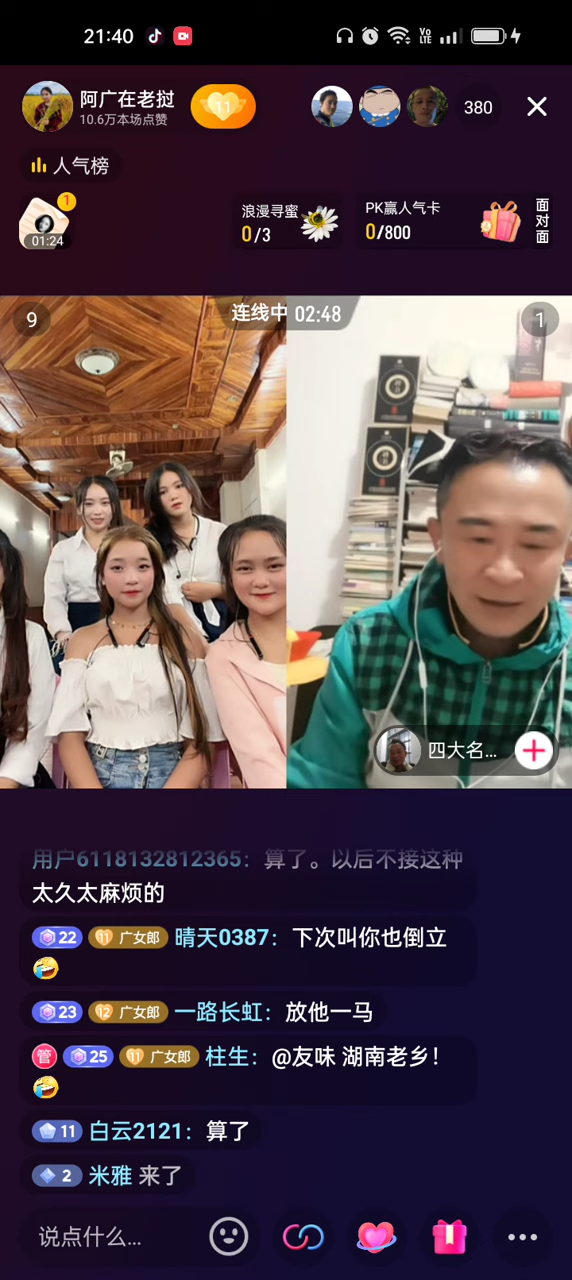 21:40
Vo
LTE
阿广在老挝
10.6万本场点赞
11
380
人气榜
1
01:24
浪漫寻蜜
0/3
PK赢人气卡
0/800
面对面
9
连线中 02:48
1
四大名...
用户6118132812365：算了。以后不接这种
太久太麻烦的
22 11 广女郎 晴天0387：下次叫你也倒立
🤣
23 12 广女郎 一路长虹：放他一马
管 25 11 广女郎 柱生：@友味 湖南老乡！
🤣
11 白云2121：算了
2 米雅 来了
说点什么...